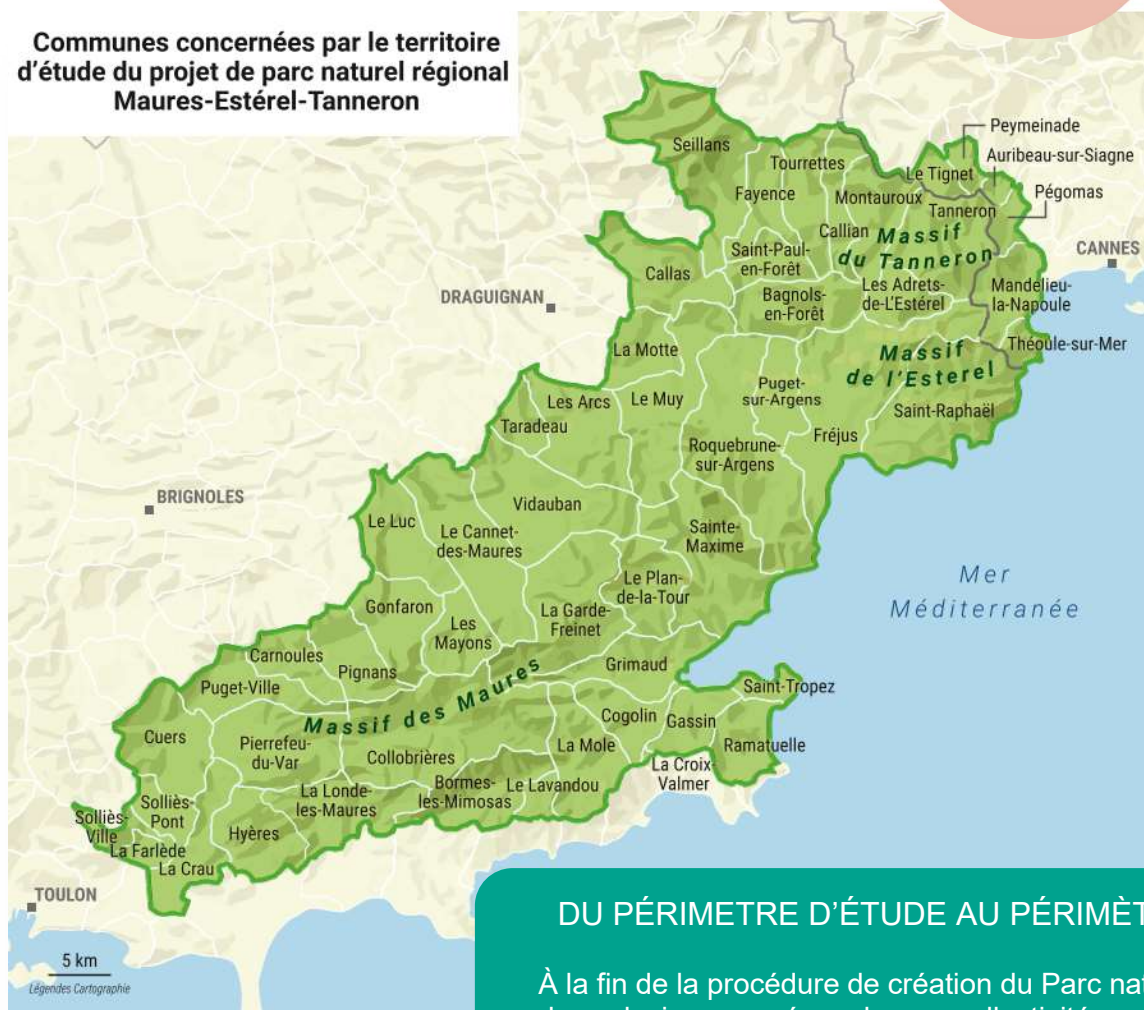 Communes concernées par le territoire
d'étude du projet de parc naturel régional
Maures-Estérel-Tanneron
Seillans
Peymeinade
Auribeau-sur-Siagne
Tourrettes
Le Tignet
Fayence
Montauroux
Pégomas
Tanneron
Callian
Massif
du Tanneron
Saint-Paul-
en-Forêt
CANNES
Callas
Les Adrets-
de-L'Estérel
Mandelieu-
la-Napoule
DRAGUIGNAN
Bagnols-
en-Forêt
La Motte
Massif
de l'Esterel
Théoule-sur-Mer
Puget-
sur-Argens
Les Arcs
Le Muy
Saint-Raphaël
Taradeau
Fréjus
Roquebrune-
sur-Argens
BRIGNOLES
Vidauban
Le Luc
Le Cannet-
des-Maures
Sainte-
Maxime
Mer
Méditerranée
Le Plan-
de-la-Tour
Gonfaron
La Garde-
Freinet
Les
Mayons
Carnoules
Pignans
Grimaud
Puget-Ville
Massif des Maures
Saint-Tropez
Cogolin
Gassin
Cuers
Pierrefeu-
du-Var
Collobrières
La Mole
Ramatuelle
La Croix-
Valmer
La Londe-
les-Maures
Bormes-
les-Mimosas
Le Lavandou
Solliès-
Pont
Solliès-
Ville
Hyères
La Farlède
La Crau
TOULON
5 km
Légendes Cartographie
DU PÉRIMETRE D'ÉTUDE AU PÉRIMÈT
À la fin de la procédure de création du Parc nat